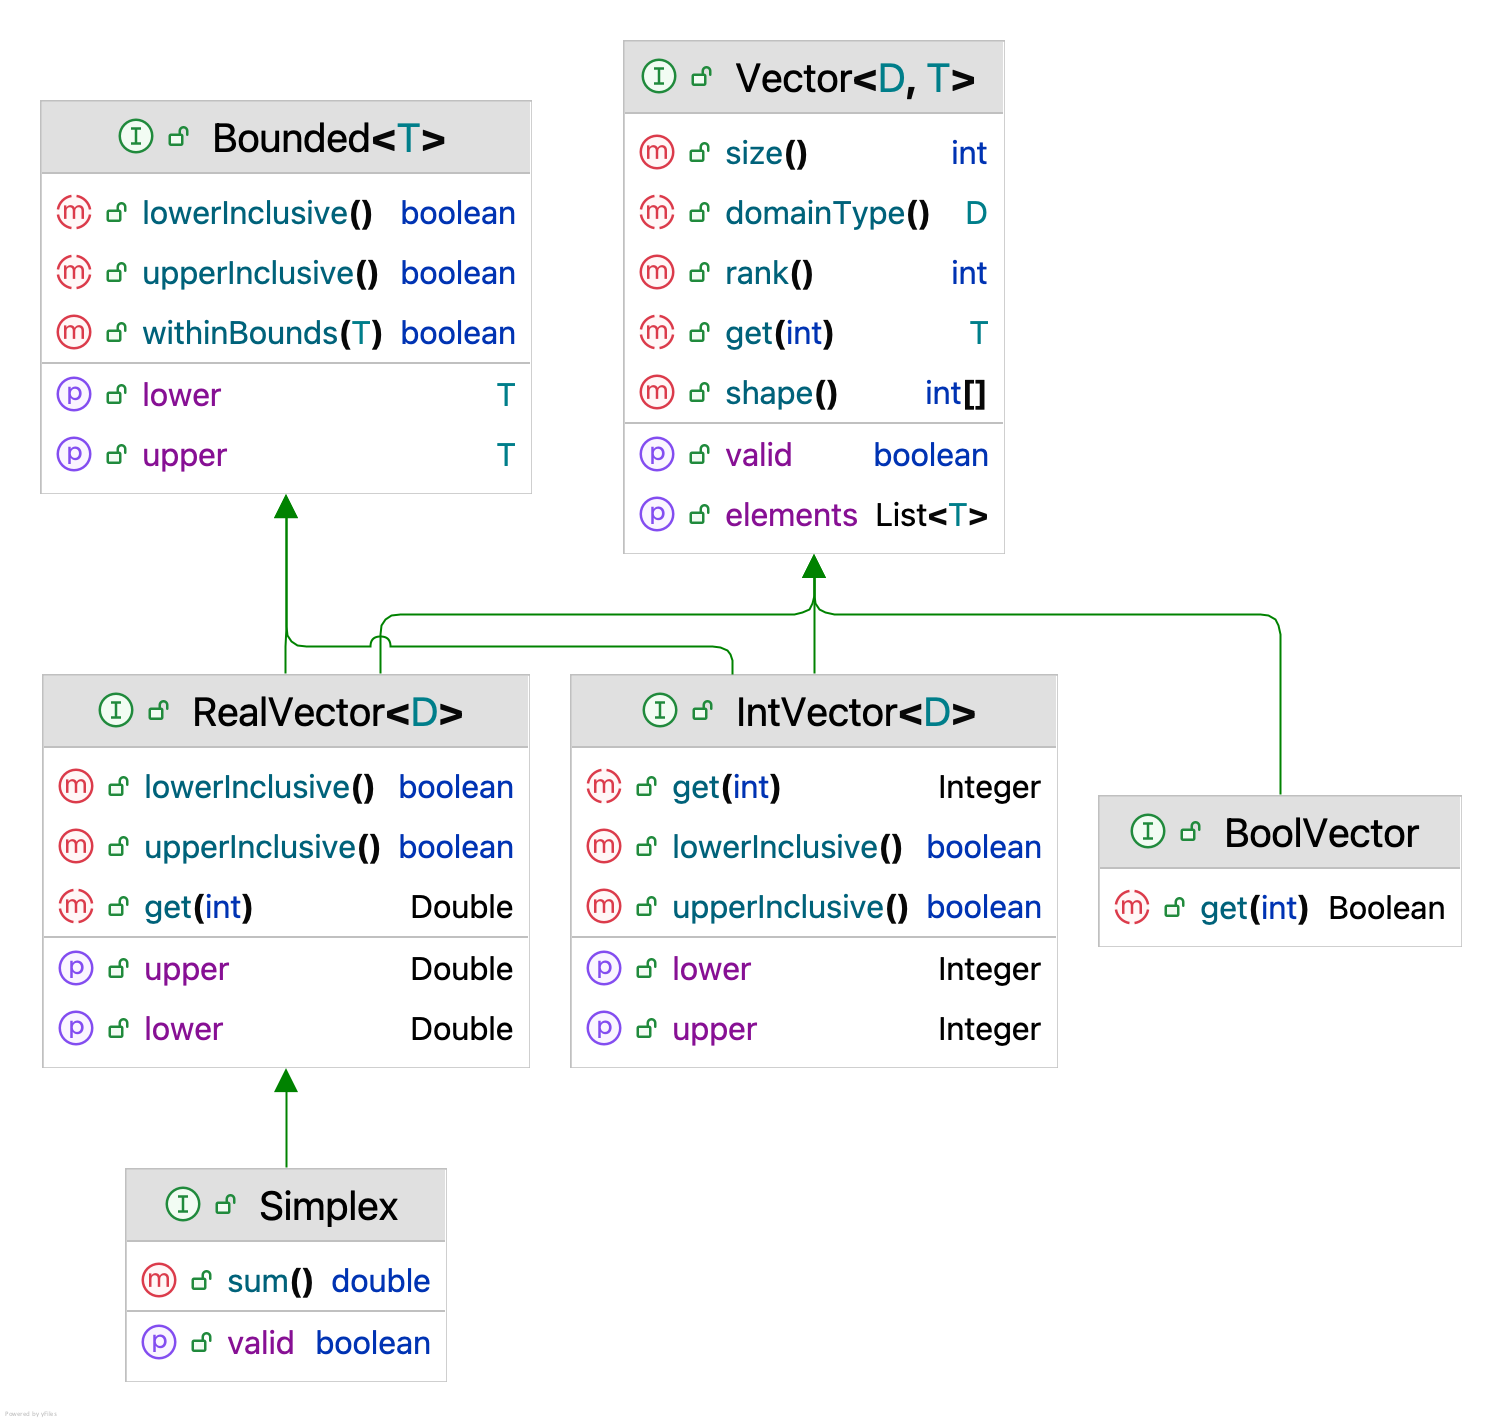 Bounded<T>
lowerInclusive() boolean
upperInclusive() boolean
withinBounds(T) boolean
lower T
upper T
Vector<D, T>
size() int
domainType() D
rank() int
get(int) T
shape() int[]
valid boolean
elements List<T>
RealVector<D>
lowerInclusive() boolean
upperInclusive() boolean
get(int) Double
upper Double
lower Double
IntVector<D>
get(int) Integer
lowerInclusive() boolean
upperInclusive() boolean
lower Integer
upper Integer
BoolVector
get(int) Boolean
Simplex
sum() double
valid boolean
Powered by yFiles